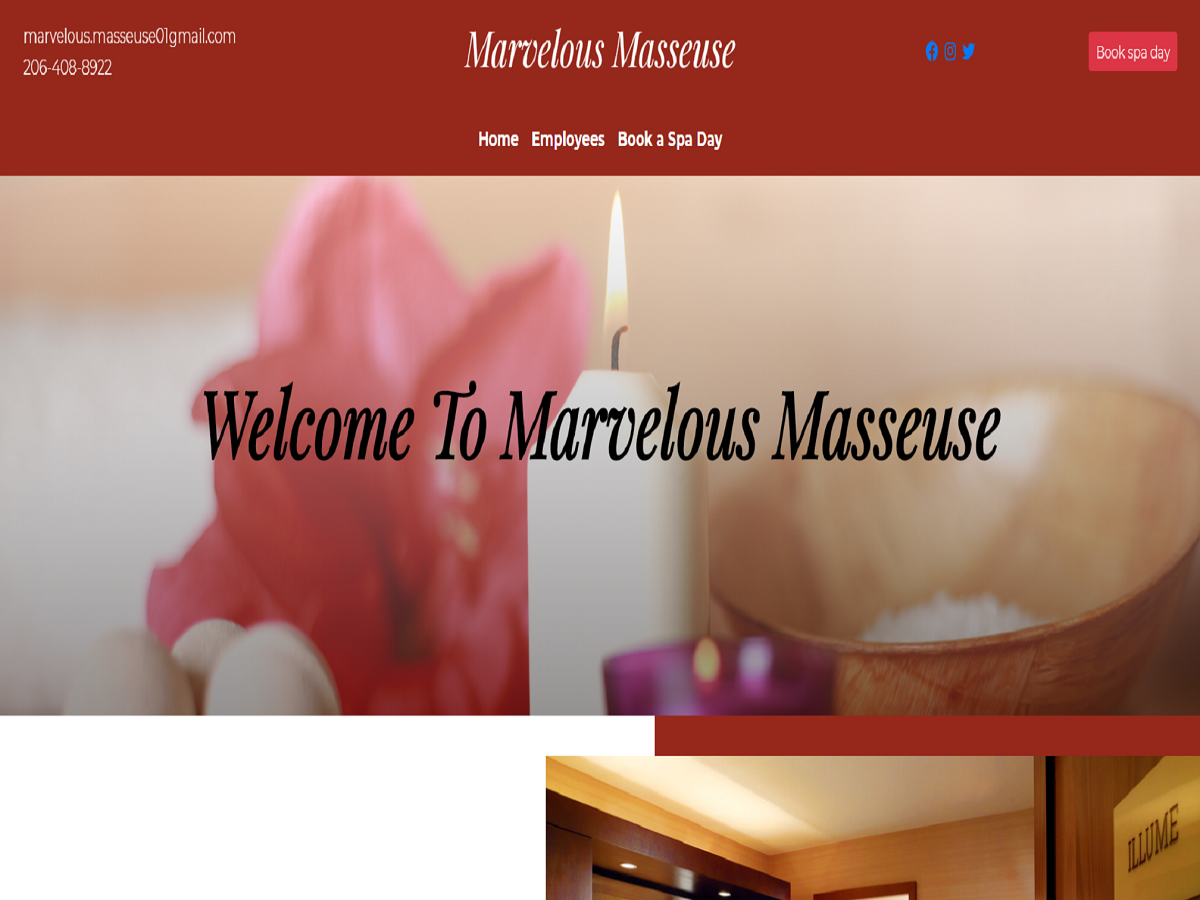 marvelous.masseuse01gmail.com
206-408-8922
Marvelous Masseuse
Book spa day
Home Employees Book a Spa Day
Welcome To Marvelous Masseuse
ILLUME